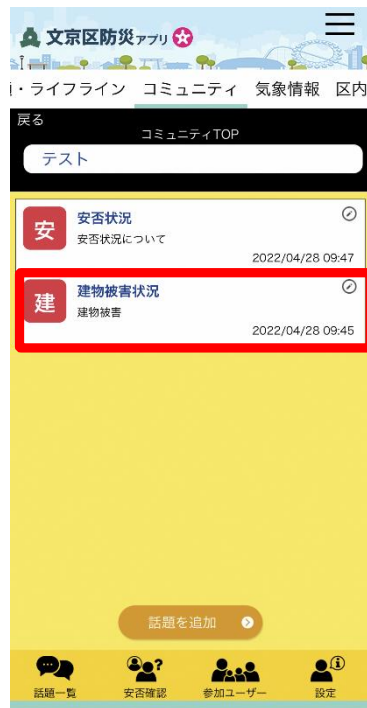 文京区防災アプリ
・ライフライン コミュニティ 気象情報 区内
戻る
コミュニティTOP
テスト
安 安否状況
安否状況について
2022/04/28 09:47
建 建物被害状況
建物被害
2022/04/28 09:45
話題を追加
話題一覧 安否確認 参加ユーザー 設定